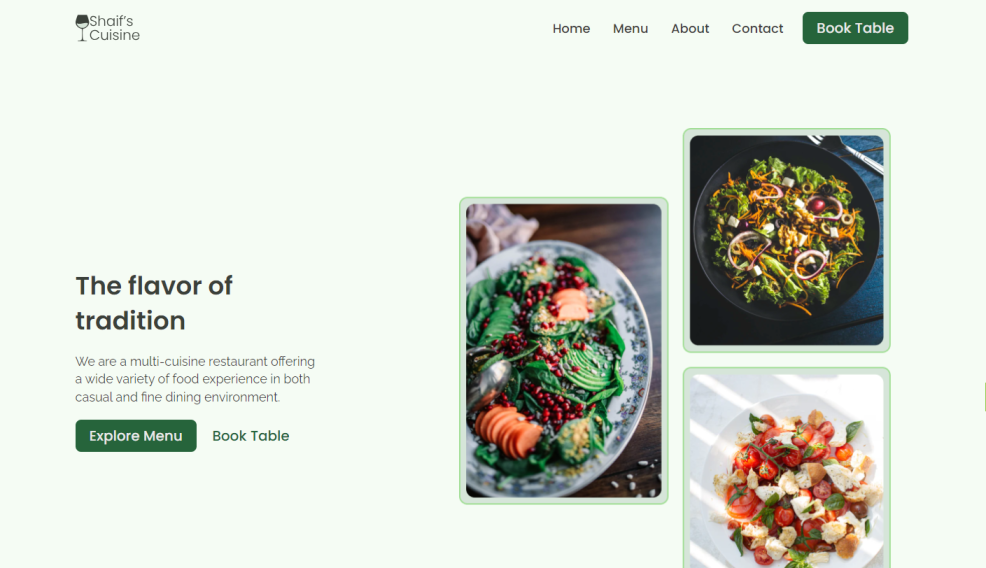 Shaif's
Cuisine
Home Menu About Contact Book Table
The flavor of
tradition
We are a multi-cuisine restaurant offering
a wide variety of food experience in both
casual and fine dining environment.
Explore Menu Book Table